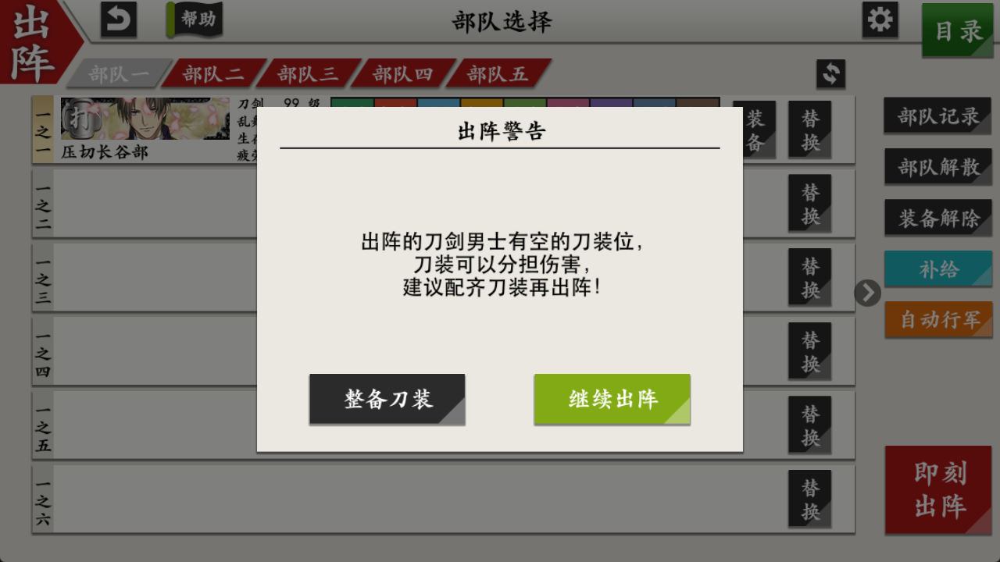 出阵
帮助
部队选择
目录
部队一
部队二
部队三
部队四
部队五
一之一
打
压切长谷部
刀剑
99 级
装备
替换
一之二
替换
一之三
替换
一之四
替换
一之五
替换
一之六
替换
出阵警告
出阵的刀剑男士有空的刀装位，
刀装可以分担伤害，
建议配齐刀装再出阵！
整备刀装
继续出阵
部队记录
部队解散
装备解除
补给
自动行军
即刻
出阵